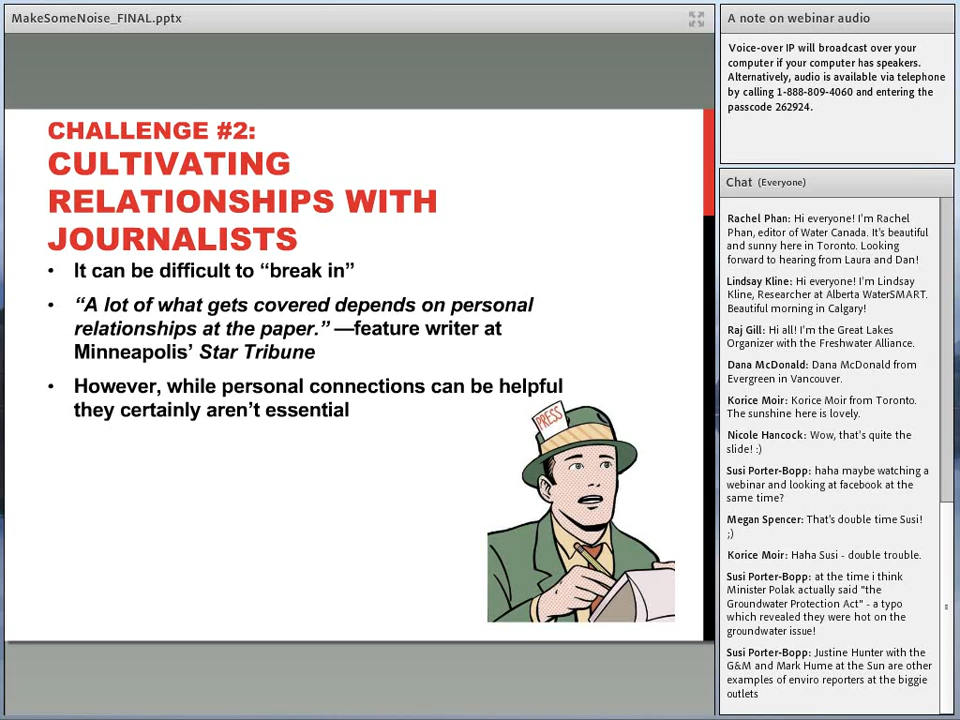 MakeSomeNoise_FINAL.pptx
CHALLENGE #2:
CULTIVATING
RELATIONSHIPS WITH
JOURNALISTS
• It can be difficult to “break in”
• “A lot of what gets covered depends on personal
relationships at the paper.” —feature writer at
Minneapolis’ Star Tribune
• However, while personal connections can be helpful
they certainly aren’t essential
PRESS
A note on webinar audio
Voice-over IP will broadcast over your
computer if your computer has speakers.
Alternatively, audio is available via telephone
by calling 1-888-809-4060 and entering the
passcode 262924.
Chat (Everyone)
Rachel Phan: Hi everyone! I'm Rachel
Phan, editor of Water Canada. It's beautiful
and sunny here in Toronto. Looking
forward to hearing from Laura and Dan!
Lindsay Kline: Hi everyone! I'm Lindsay
Kline, Researcher at Alberta WaterSMART.
Beautiful morning in Calgary!
Raj Gill: Hi all! I'm the Great Lakes
Organizer with the Freshwater Alliance.
Dana McDonald: Dana McDonald from
Evergreen in Vancouver.
Korice Moir: Korice Moir from Toronto.
The sunshine here is lovely.
Nicole Hancock: Wow, that's quite the
slide! :)
Susi Porter-Bopp: haha maybe watching a
webinar and looking at facebook at the
same time?
Megan Spencer: That's double time Susi!
;)
Korice Moir: Haha Susi - double trouble.
Susi Porter-Bopp: at the time i think
Minister Polak actually said "the
Groundwater Protection Act" - a typo
which revealed they were hot on the
groundwater issue!
Susi Porter-Bopp: Justine Hunter with the
G&M and Mark Hume at the Sun are other
examples of enviro reporters at the biggie
outlets